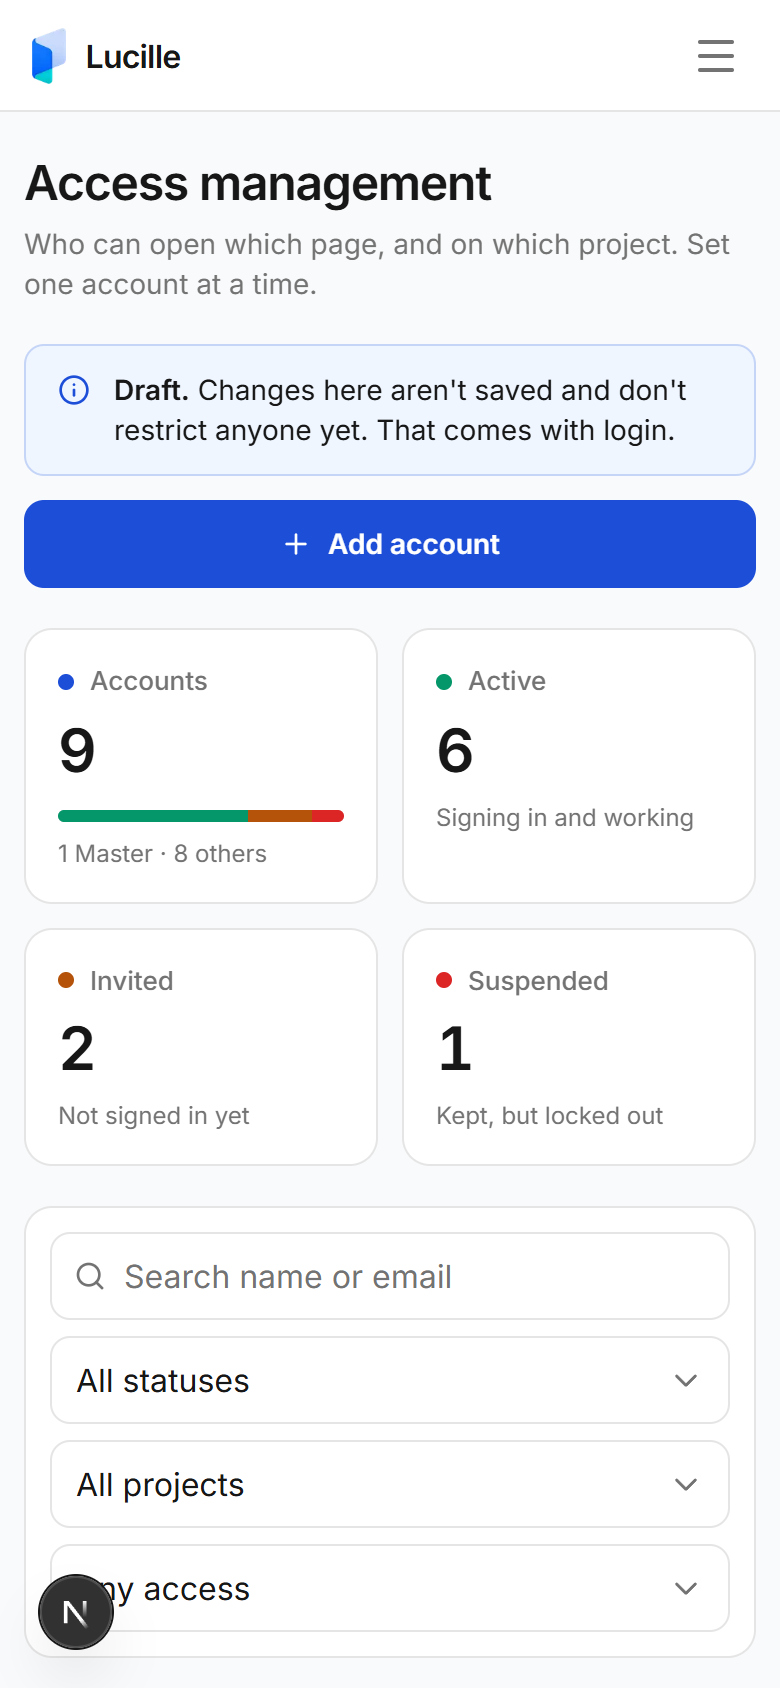 Lucille
Access management
Who can open which page, and on which project. Set
one account at a time.
Draft. Changes here aren't saved and don't
restrict anyone yet. That comes with login.
Add account
Accounts
9
1 Master · 8 others
Active
6
Signing in and working
Invited
2
Not signed in yet
Suspended
1
Kept, but locked out
Search name or email
All statuses
All projects
ny access
N